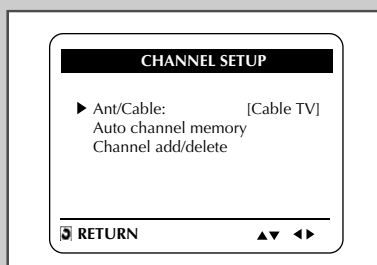 CHANNEL SETUP
▶ Ant/Cable: [Cable TV]
Auto channel memory
Channel add/delete
RETURN ▲▼ ◀▶